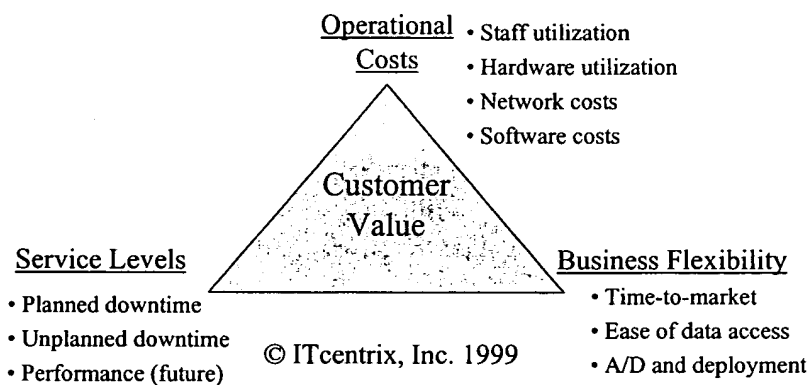 Operational
Costs
• Staff utilization
• Hardware utilization
• Network costs
• Software costs
Customer
Value
Service Levels
• Planned downtime
• Unplanned downtime
• Performance (future)
Business Flexibility
• Time-to-market
• Ease of data access
• A/D and deployment
© ITcentrix, Inc. 1999